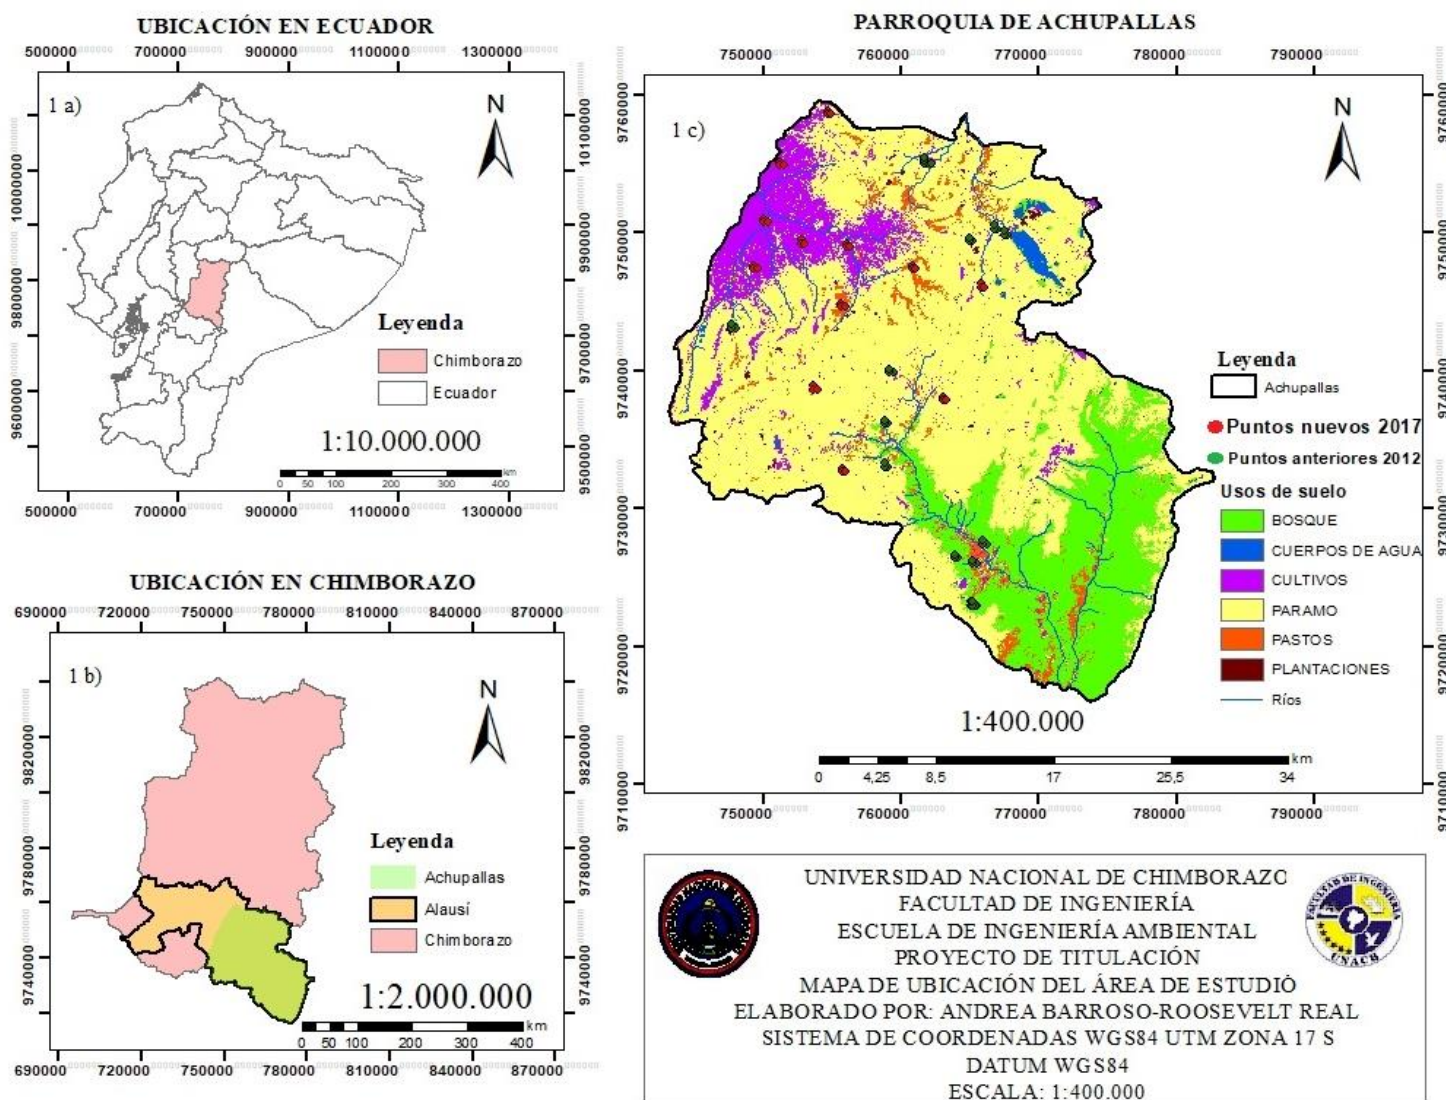 UBICACIÓN EN ECUADOR
500000 7000000 9000000 1100000 1300000
1 a)
N
10100000
10000000
9900000
9800000
9700000
9600000
9500000
Leyenda
Chimborazo
Ecuador
1:10.000.000
km
0 50 100 200 300 400
500000 7000000 9000000 1100000 1300000
UBICACIÓN EN CHIMBORAZO
690000 720000 750000 780000 810000 840000 870000
1 b)
N
9820000
9780000
9740000
Leyenda
Achupallas
Alausí
Chimborazo
1:2.000.000
km
0 50 100 200 300 400
690000 720000 750000 780000 810000 840000 870000
PARROQUIA DE ACHUPALLAS
750000 760000 770000 780000 790000
1 c)
N
9760000
9750000
9740000
9730000
9720000
9710000
Leyenda
Achupallas
Puntos nuevos 2017
Puntos anteriores 2012
Usos de suelo
BOSQUE
CUERPOS DE AGUA
CULTIVOS
PARAMO
PASTOS
PLANTACIONES
Ríos
1:400.000
km
0 4,25 8,5 17 25,5 34
750000 760000 770000 780000 790000
UNIVERSIDAD NACIONAL DE CHIMBORAZO
FACULTAD DE INGENIERÍA
ESCUELA DE INGENIERÍA AMBIENTAL
PROYECTO DE TITULACIÓN
MAPA DE UBICACIÓN DEL ÁREA DE ESTUDIO
ELABORADO POR: ANDREA BARROSO-ROOSEVELT REAL
SISTEMA DE COORDENADAS WGS84 UTM ZONA 17 S
DATUM WGS84
ESCALA: 1:400.000
FACULTAD DE INGENIERÍA
UNACH